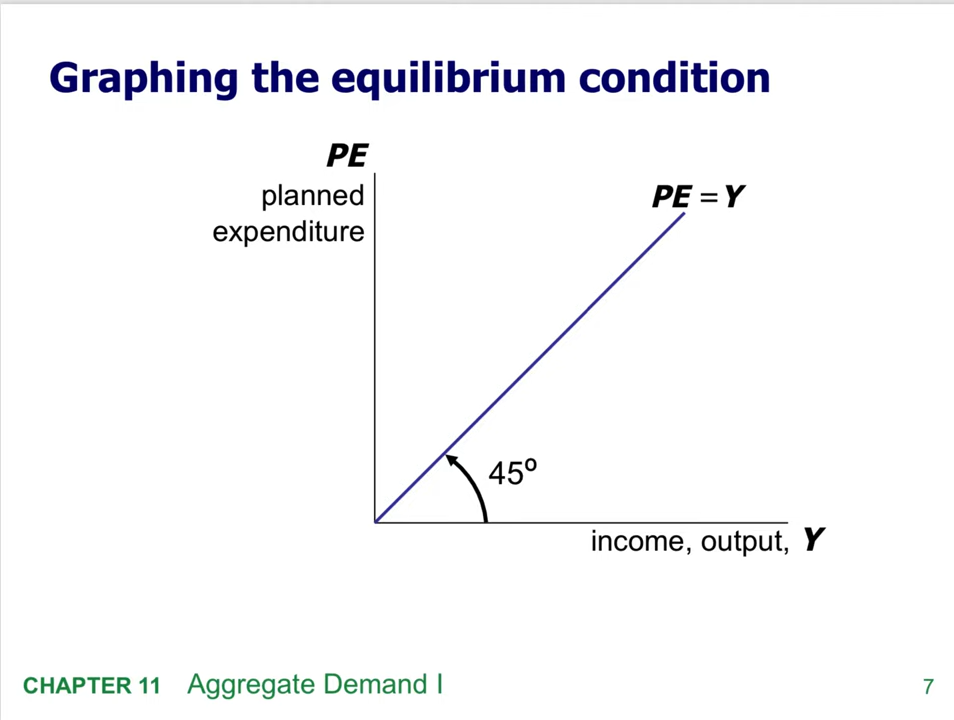 Graphing the equilibrium condition
PE
planned
expenditure
PE = Y
45º
income, output, Y
CHAPTER 11 Aggregate Demand I
7